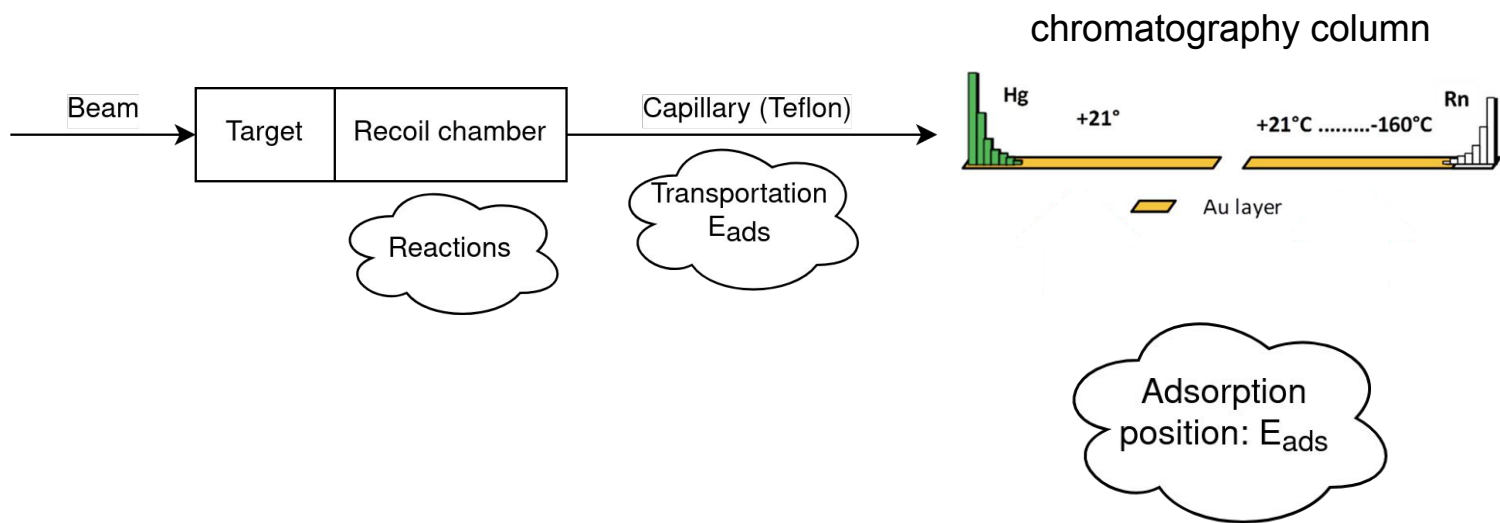 chromatography column
Beam
Target
Recoil chamber
Capillary (Teflon)
Hg
+21°
+21°C .........-160°C
Rn
Au layer
Reactions
Transportation
Eads
Adsorption
position: Eads